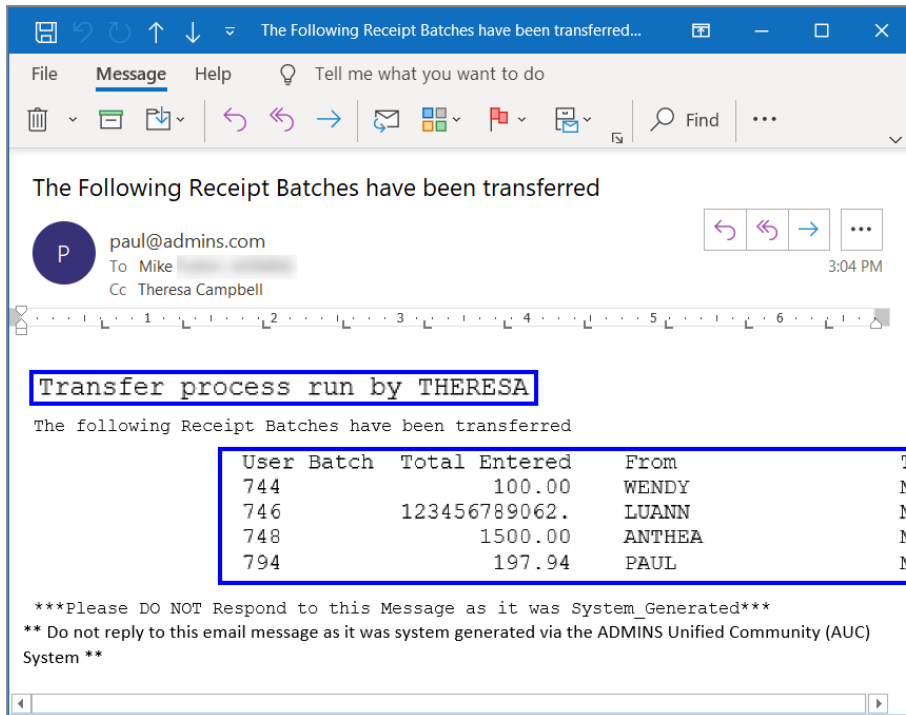 The Following Receipt Batches have been transferred...
File Message Help Tell me what you want to do
Find
The Following Receipt Batches have been transferred
P
paul@admins.com
To Mike
Cc Theresa Campbell
3:04 PM
1 2 3 4 5 6
Transfer process run by THERESA
The following Receipt Batches have been transferred
User Batch Total Entered From
744 100.00 WENDY
746 123456789062. LUANN
748 1500.00 ANTHEA
794 197.94 PAUL
***Please DO NOT Respond to this Message as it was System_Generated***
** Do not reply to this email message as it was system generated via the ADMINS Unified Community (AUC)
System **